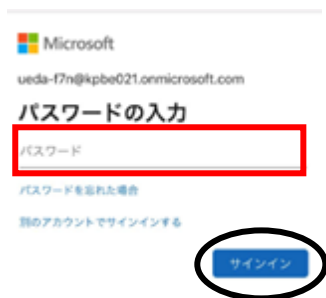 Microsoft
ueda-f7n@kpbe021.onmicrosoft.com
パスワードの入力
パスワード
パスワードを忘れた場合
別のアカウントでサインインする
サインイン